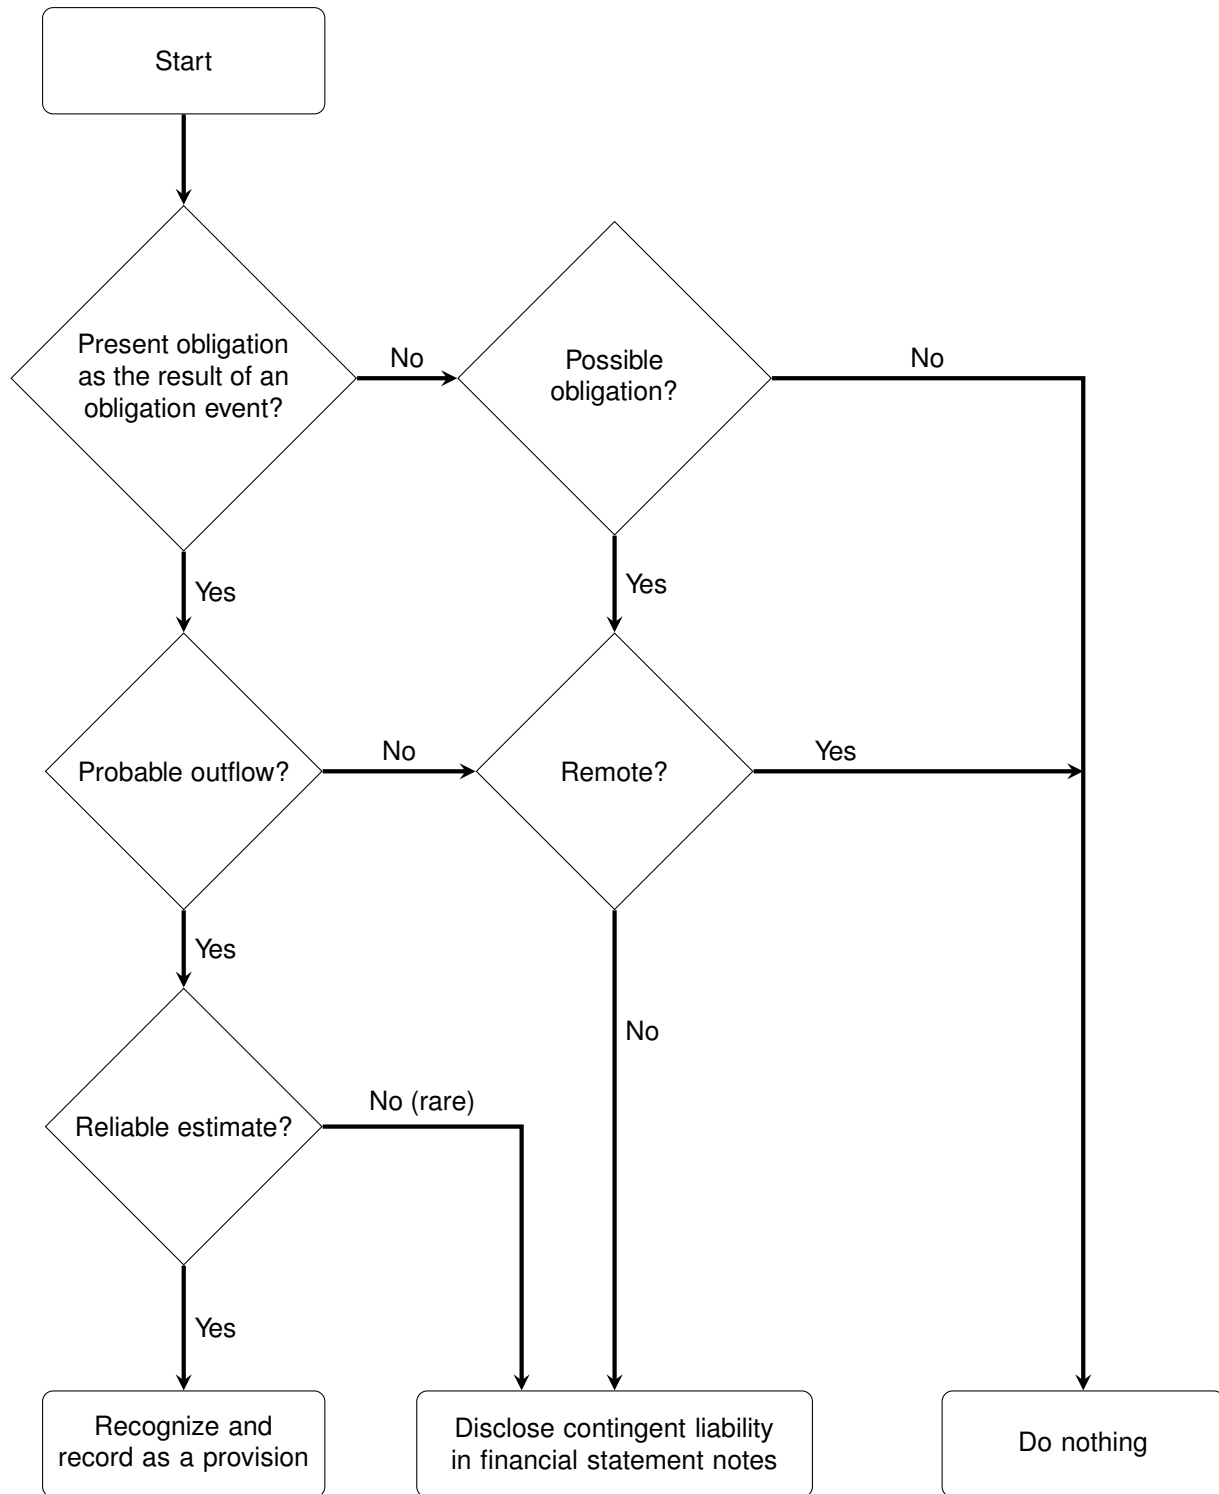 Start
Present obligation
as the result of an
obligation event?
No
Possible
obligation?
No
Yes
Yes
Probable outflow?
No
Remote?
Yes
Yes
No
Reliable estimate?
No (rare)
Yes
Recognize and
record as a provision
Disclose contingent liability
in financial statement notes
Do nothing